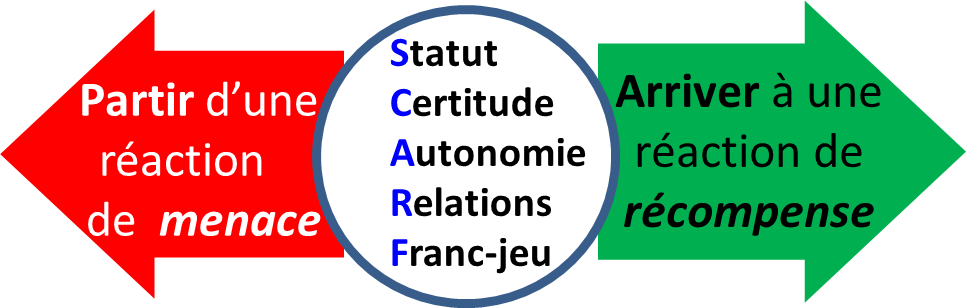 Partir d’une
réaction
de menace
Statut
Certitude
Autonomie
Relations
Franc-jeu
Arriver à une
réaction de
récompense